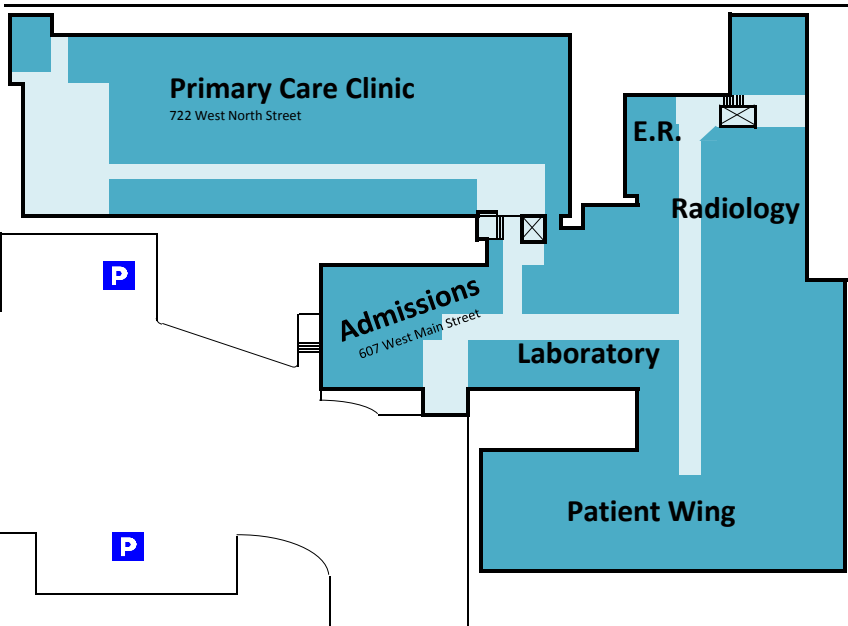 Primary Care Clinic
722 West North Street
E.R.
Radiology
P
Admissions
607 West Main Street
Laboratory
Patient Wing
P